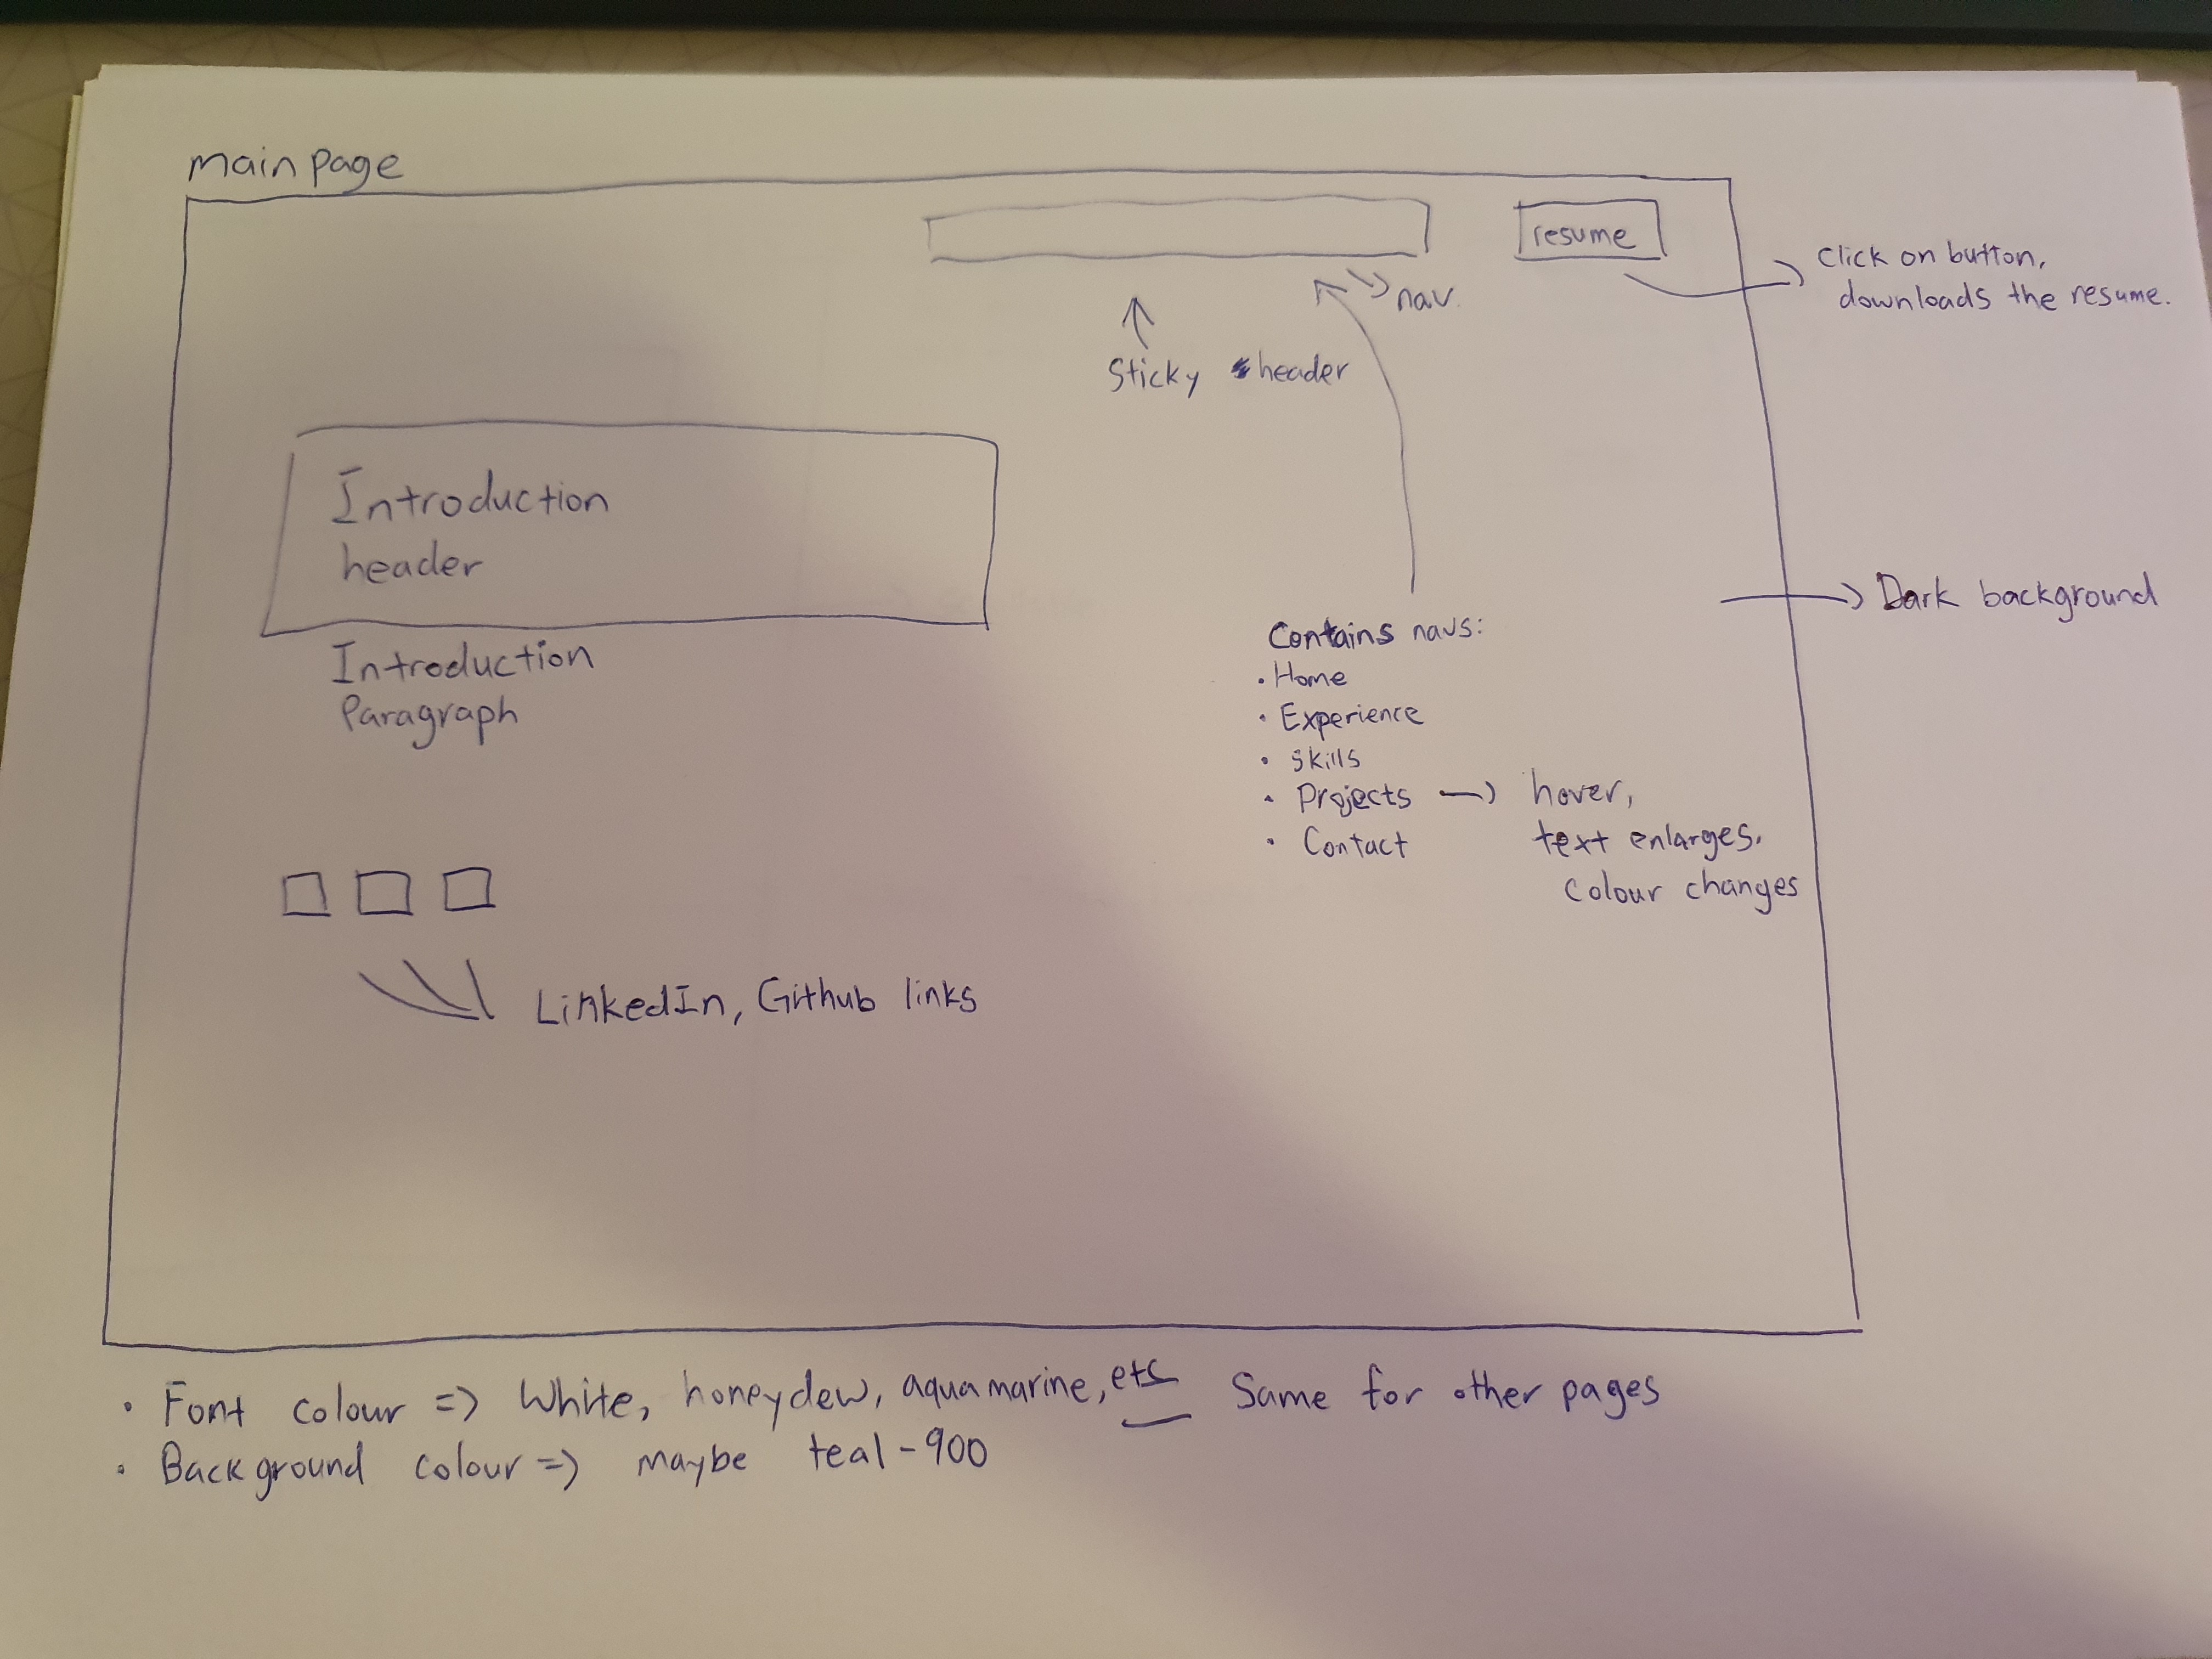 main page
resume
click on button,
downloads the resume.
nav.
Sticky header
Introduction
header
Introduction
Paragraph
Dark background
Contains navs:
• Home
• Experience
• Skills
• Projects → hover,
text enlarges.
• Contact
colour changes
LinkedIn, Github links
• Font colour => White, honeydew, aquamarine, etc Same for other pages
• Background colour => maybe teal-900